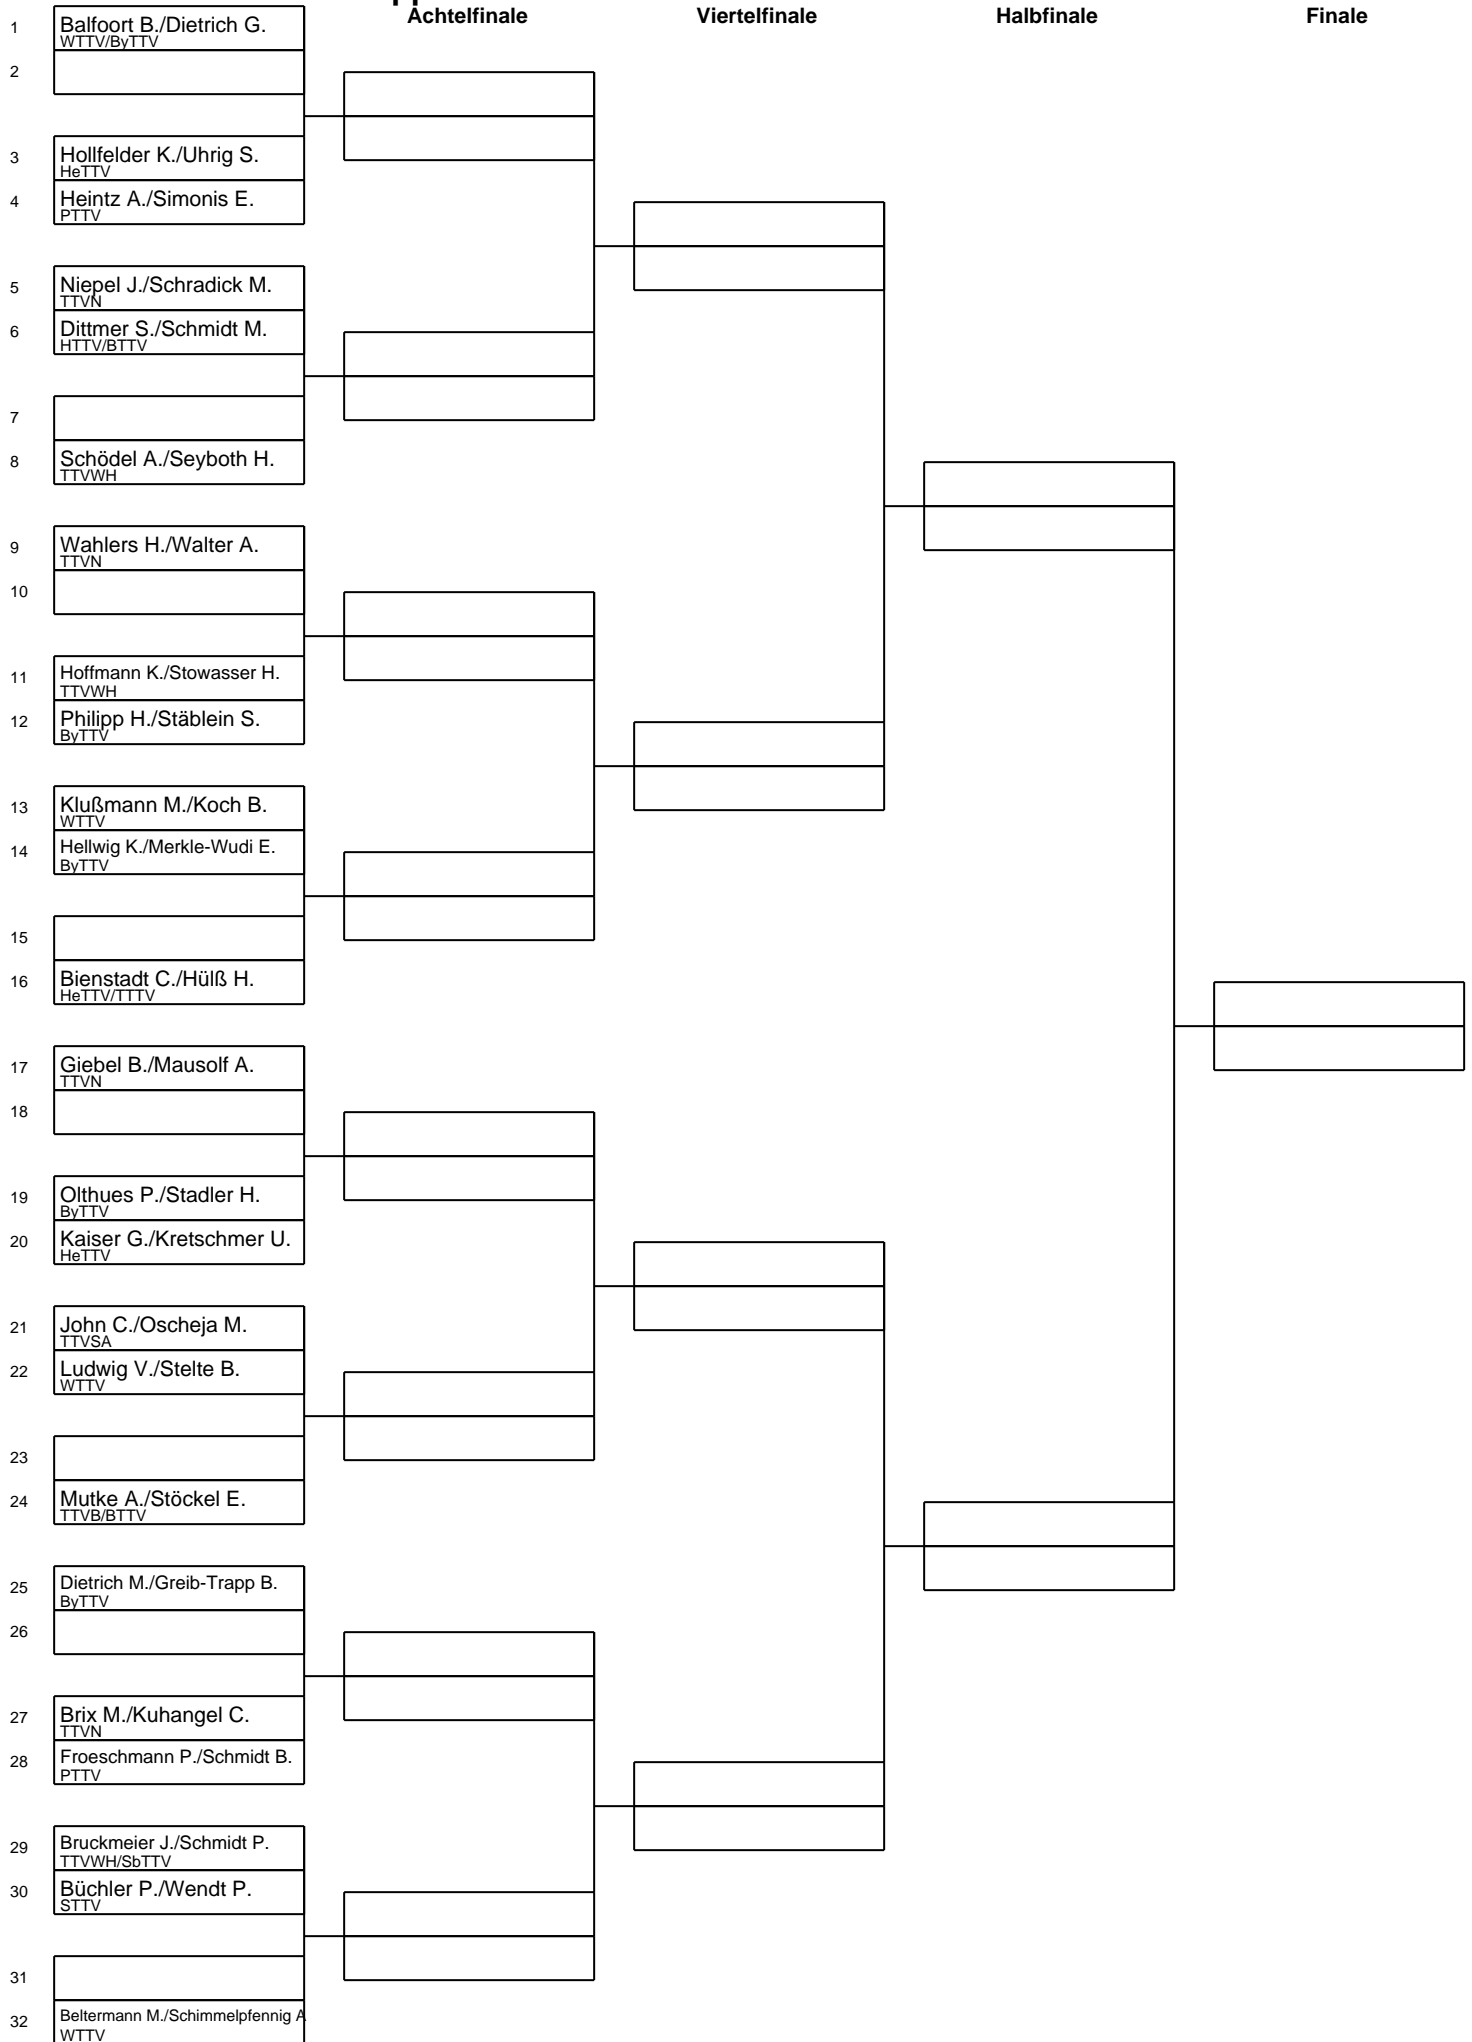 Achtelfinale Viertelfinale Halbfinale Finale
1 Balfoort B./Dietrich G.
WTTV/ByTTV
2
3 Hollfelder K./Uhrig S.
HeTTV
4 Heintz A./Simonis E.
PTTV
5 Niepel J./Schradick M.
TTVN
6 Dittmer S./Schmidt M.
HTTV/BTTV
7
8 Schödel A./Seyboth H.
TTVWH
9 Wahlers H./Walter A.
TTVN
10
11 Hoffmann K./Stowasser H.
TTVWH
12 Philipp H./Stäblein S.
ByTTV
13 Klußmann M./Koch B.
WTTV
14 Hellwig K./Merkle-Wudi E.
ByTTV
15
16 Bienstadt C./Hülß H.
HeTTV/TTTV
17 Giebel B./Mausolf A.
TTVN
18
19 Olthues P./Stadler H.
ByTTV
20 Kaiser G./Kretschmer U.
HeTTV
21 John C./Oscheja M.
TTVSA
22 Ludwig V./Stelte B.
WTTV
23
24 Mutke A./Stöckel E.
TTVB/BTTV
25 Dietrich M./Greib-Trapp B.
ByTTV
26
27 Brix M./Kuhangel C.
TTVN
28 Froeschmann P./Schmidt B.
PTTV
29 Bruckmeier J./Schmidt P.
TTVWH/SbTTV
30 Büchler P./Wendt P.
STTV
31
32 Beltermann M./Schimmelpfennig A
WTTV